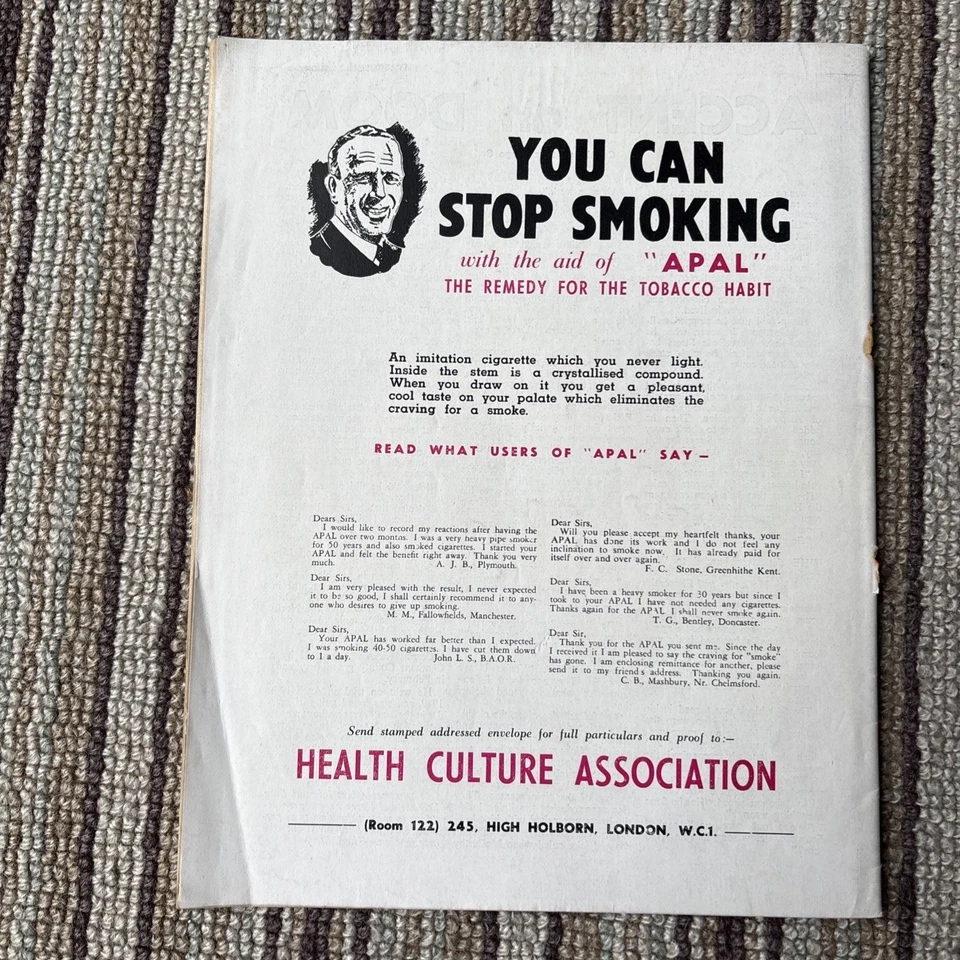 YOU CAN
STOP SMOKING
with the aid of "APAL"
THE REMEDY FOR THE TOBACCO HABIT
An imitation cigarette which you never light.
Inside the stem is a crystallised compound.
When you draw on it you get a pleasant,
cool taste on your palate which eliminates the
craving for a smoke.
READ WHAT USERS OF "APAL" SAY—
Dears Sirs,
I would like to record my reactions after having the
APAL over two months. I was a very heavy pipe smoker
for 50 years and also smoked cigarettes. I started your
APAL and felt the benefit right away. Thank you very
much. A. J. B., Plymouth.
Dear Sirs,
I am very pleased with the result, I never expected
it to be so good, I shall certainly recommend it to any-
one who desires to give up smoking.
M. M., Fallowfields, Manchester.
Dear Sirs,
Your APAL has worked far better than I expected.
I was smoking 40-50 cigarettes. I have cut them down
to 1 a day. John L. S., B.A.O.R.
Dear Sirs,
Will you please accept my heartfelt thanks, your
APAL has done its work and I do not feel any
inclination to smoke now. It has already paid for
itself over and over again.
F. C. Stone, Greenhithe Kent.
Dear Sirs,
I have been a heavy smoker for 30 years but since I
took to your APAL I have not needed any cigarettes.
Thanks again for the APAL I shall never smoke again.
T. G., Bentley, Doncaster.
Dear Sir,
Thank you for the APAL you sent me. Since the day
I received it I am pleased to say the craving for "smoke"
has gone. I am enclosing remittance for another, please
send it to my friends address. Thanking you again.
C. B., Mashbury, Nr. Chelmsford.
Send stamped addressed envelope for full particulars and proof to:—
HEALTH CULTURE ASSOCIATION
(Room 122) 245, HIGH HOLBORN, LONDON, W.C.1.